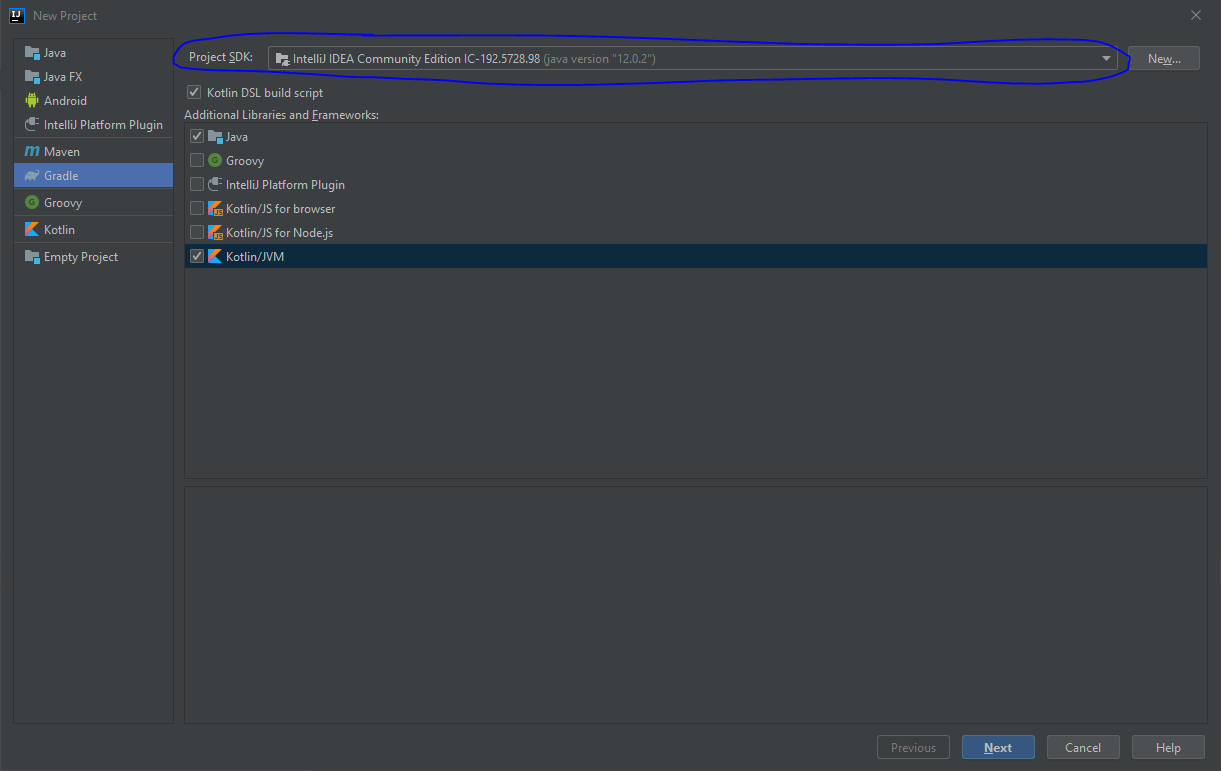 New Project
Java
Java FX
Android
IntelliJ Platform Plugin
Maven
Gradle
Groovy
Kotlin
Empty Project
Project SDK: IntelliJ IDEA Community Edition IC-192.5728.98 (java version "12.0.2")
New...
Kotlin DSL build script
Additional Libraries and Frameworks:
Java
Groovy
IntelliJ Platform Plugin
Kotlin/JS for browser
Kotlin/JS for Node.js
Kotlin/JVM
Previous
Next
Cancel
Help